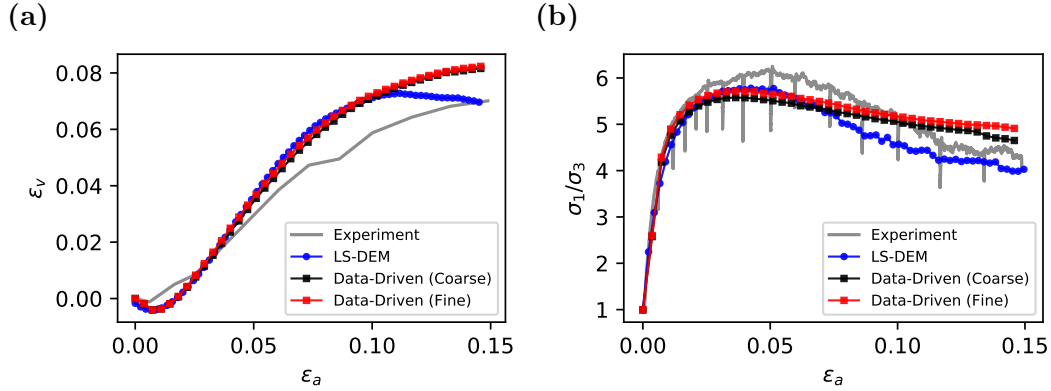 (a)
0.08
0.06
0.04
0.02
0.00
εv
0.00 0.05 0.10 0.15
εa
Experiment
LS-DEM
Data-Driven (Coarse)
Data-Driven (Fine)
(b)
6
5
4
3
2
1
σ1/σ3
0.00 0.05 0.10 0.15
εa
Experiment
LS-DEM
Data-Driven (Coarse)
Data-Driven (Fine)